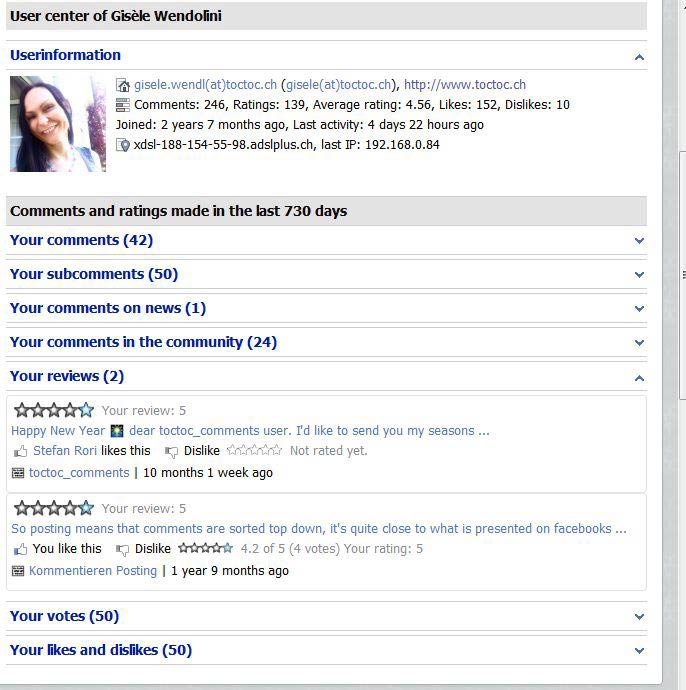 User center of Gisèle Wendolini
Userinformation
gisele.wendl(at)toctoc.ch (gisele(at)toctoc.ch), http://www.toctoc.ch
Comments: 246, Ratings: 139, Average rating: 4.56, Likes: 152, Dislikes: 10
Joined: 2 years 7 months ago, Last activity: 4 days 22 hours ago
xdsl-188-154-55-98.adslplus.ch, last IP: 192.168.0.84
Comments and ratings made in the last 730 days
Your comments (42)
Your subcomments (50)
Your comments on news (1)
Your comments in the community (24)
Your reviews (2)
Your review: 5
Happy New Year dear toctoc_comments user. I'd like to send you my seasons ...
Stefan Rori likes this Dislike Not rated yet.
toctoc_comments | 10 months 1 week ago
Your review: 5
So posting means that comments are sorted top down, it's quite close to what is presented on facebooks ...
You like this Dislike 4.2 of 5 (4 votes) Your rating: 5
Kommentieren Posting | 1 year 9 months ago
Your votes (50)
Your likes and dislikes (50)